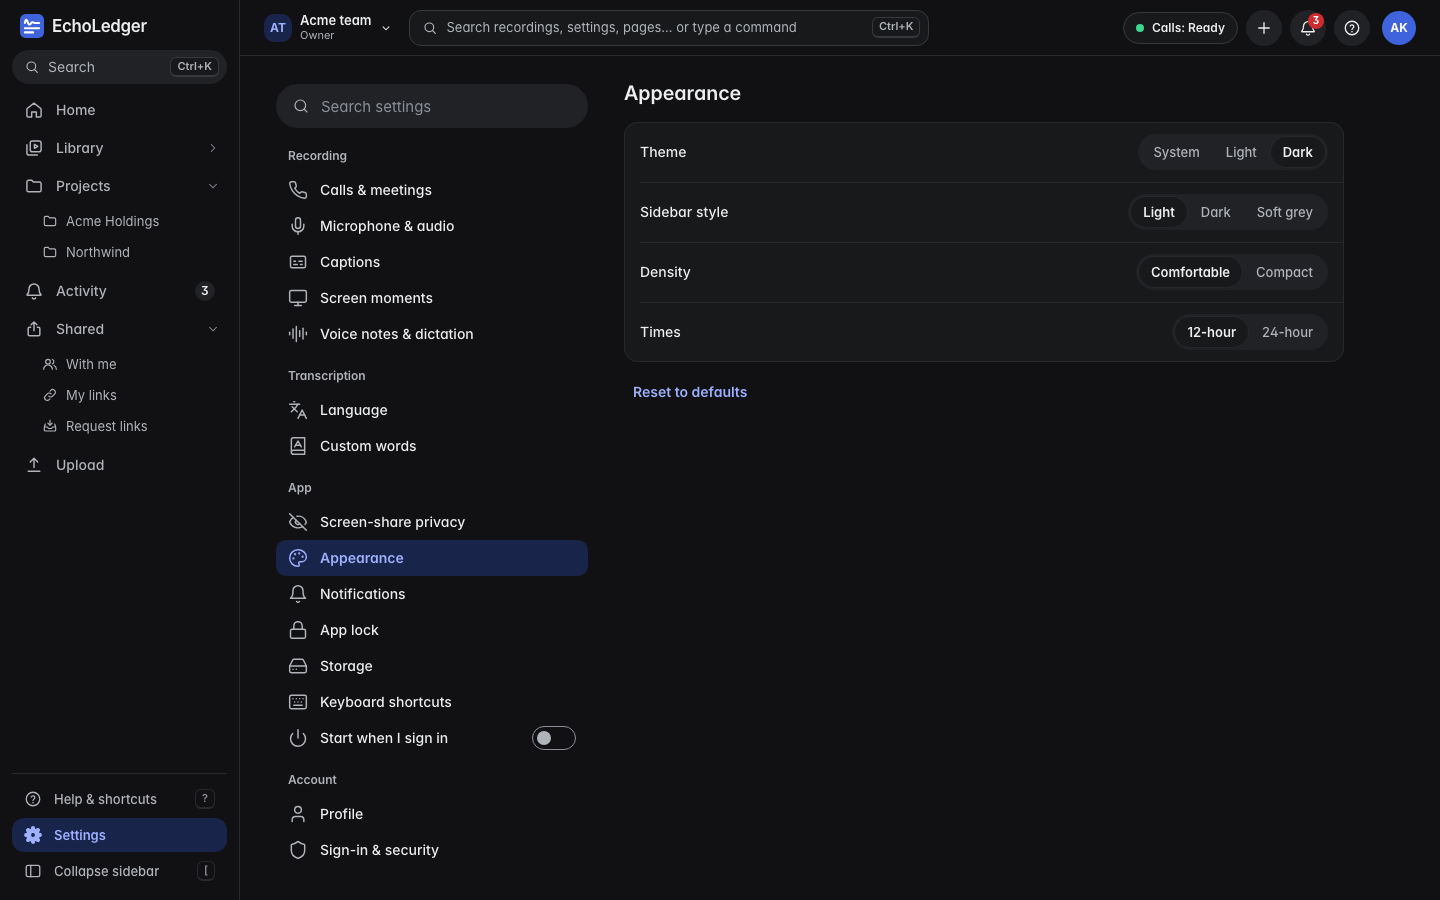 EchoLedger
Search Ctrl+K
Home
Library
Projects
Acme Holdings
Northwind
Activity 3
Shared
With me
My links
Request links
Upload
Help & shortcuts ?
Settings
Collapse sidebar [
AT Acme team
Owner
Search recordings, settings, pages... or type a command Ctrl+K
Calls: Ready
3
AK
Search settings
Recording
Calls & meetings
Microphone & audio
Captions
Screen moments
Voice notes & dictation
Transcription
Language
Custom words
App
Screen-share privacy
Appearance
Notifications
App lock
Storage
Keyboard shortcuts
Start when I sign in
Account
Profile
Sign-in & security
Appearance
Theme System Light Dark
Sidebar style Light Dark Soft grey
Density Comfortable Compact
Times 12-hour 24-hour
Reset to defaults